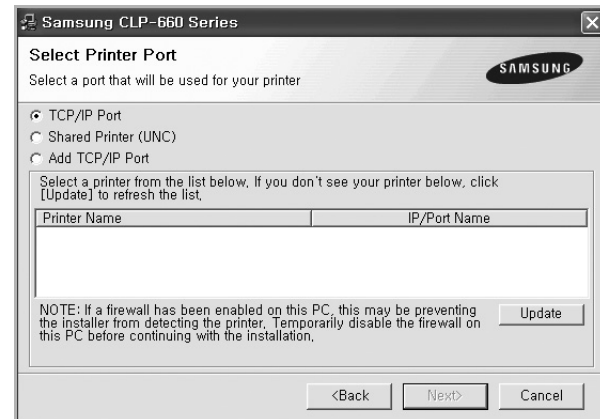 Samsung CLP-660 Series
Select Printer Port
Select a port that will be used for your printer
SAMSUNG
TCP/IP Port
Shared Printer (UNC)
Add TCP/IP Port
Select a printer from the list below, If you don't see your printer below, click
[Update] to refresh the list,
Printer Name IP/Port Name
NOTE: If a firewall has been enabled on this PC, this may be preventing
the installer from detecting the printer, Temporarily disable the firewall on
this PC before continuing with the installation,
Update
<Back Next> Cancel